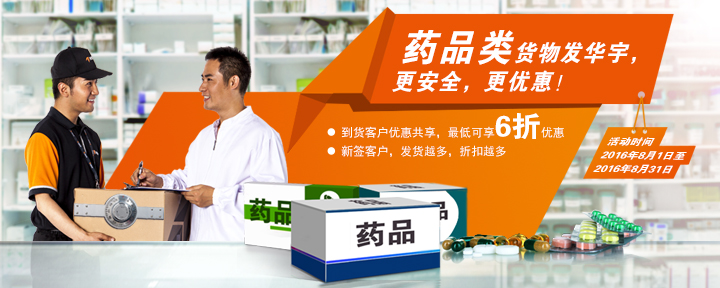 药品类货物发华宇，
更安全，更优惠！
● 到货客户优惠共享，最低可享6折优惠
● 新签客户，发货越多，折扣越多
活动时间
2016年8月1日至
2016年8月31日
药品
药品
药品